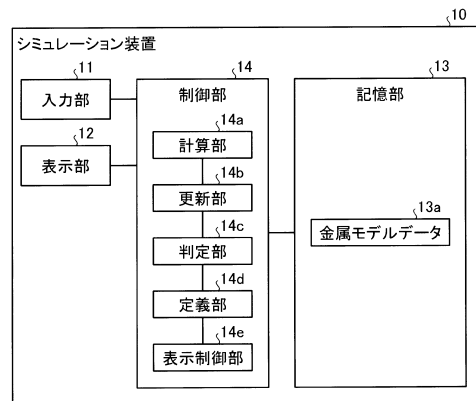 10
シミュレーション装置
11
入力部
12
表示部
14
制御部
14a
計算部
14b
更新部
14c
判定部
14d
定義部
14e
表示制御部
13
記憶部
13a
金属モデルデータ